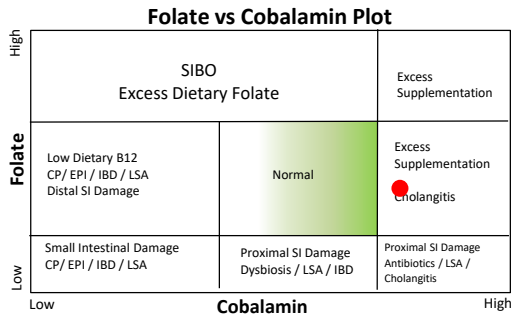 Folate vs Cobalamin Plot
High
SIBO
Excess Dietary Folate
Excess
Supplementation
Folate
Low Dietary B12
CP/ EPI / IBD / LSA
Distal SI Damage
Normal
Excess
Supplementation
Cholangitis
Small Intestinal Damage
CP/ EPI / IBD / LSA
Proximal SI Damage
Dysbiosis / LSA / IBD
Proximal SI Damage
Antibiotics / LSA /
Cholangitis
Low
Low
Cobalamin
High